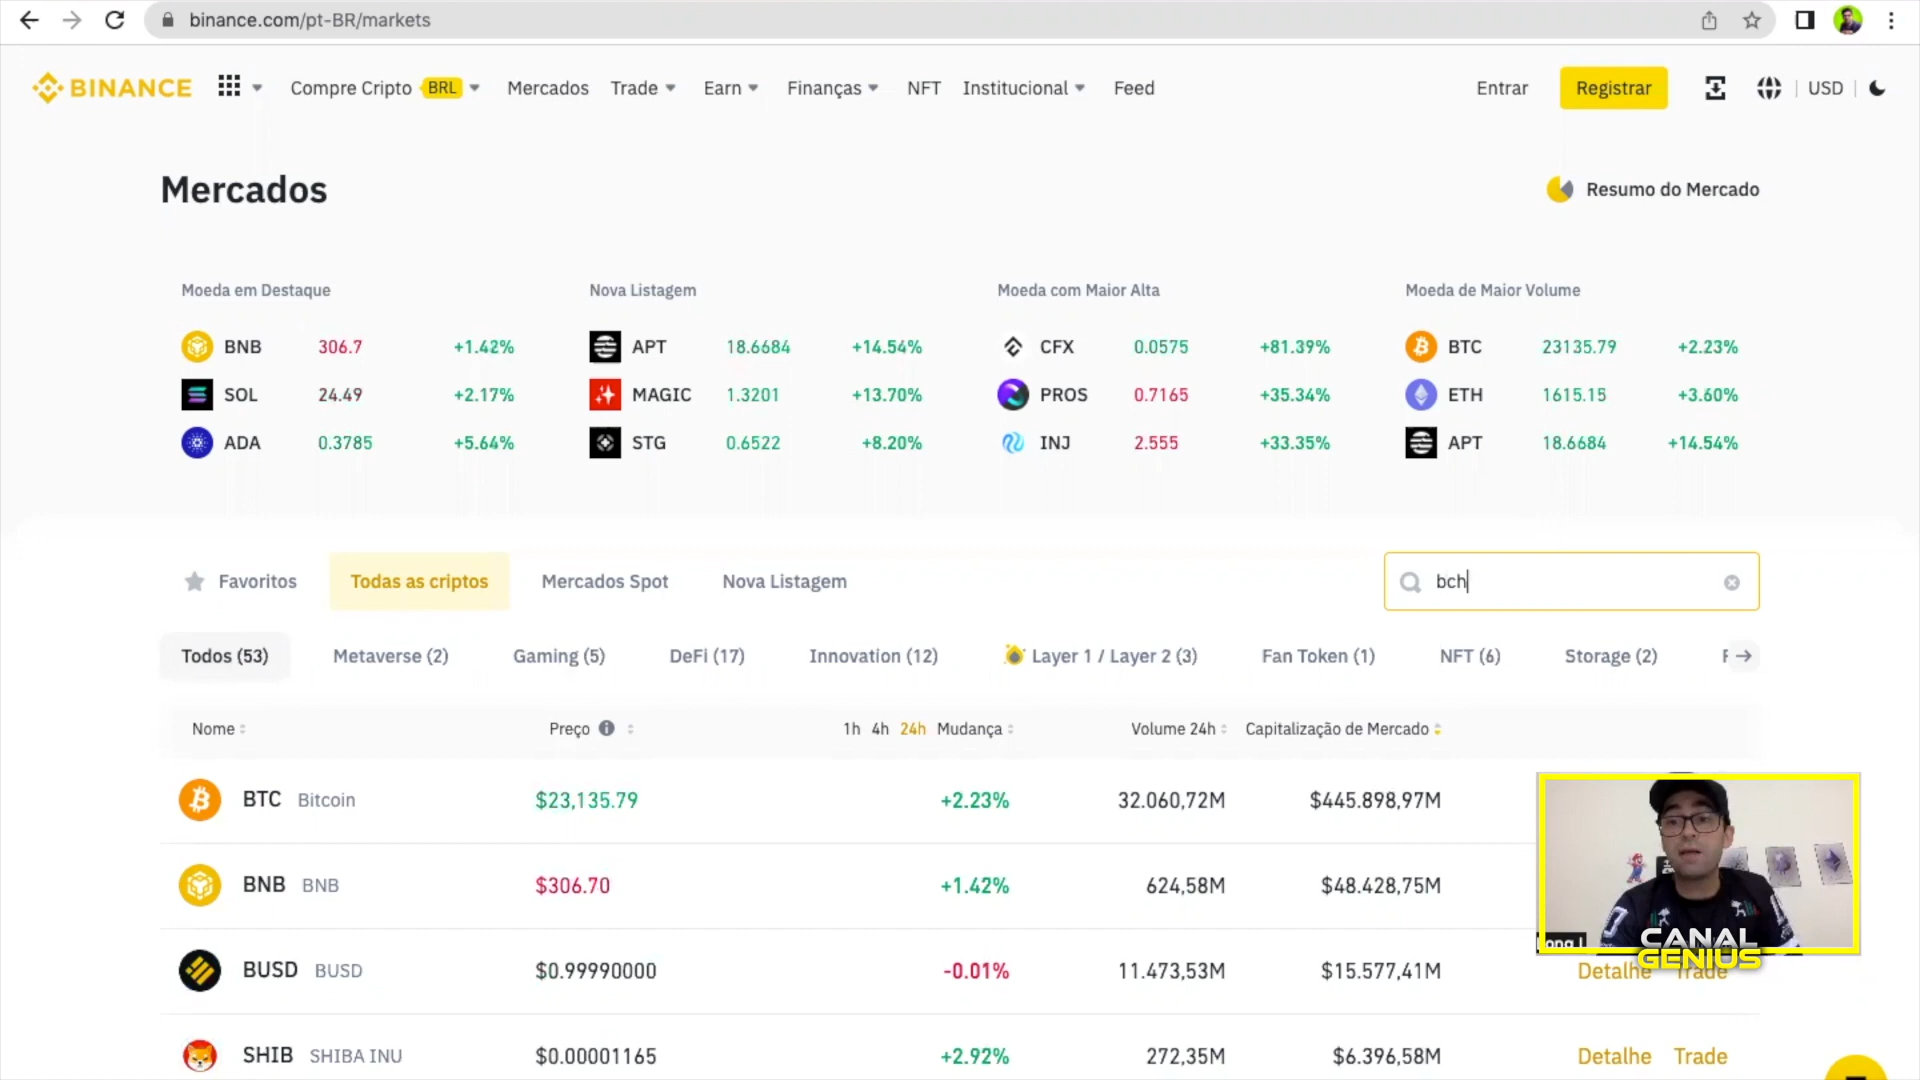 binance.com/pt-BR/markets
BINANCE Compre Cripto BRL Mercados Trade Earn Finanças NFT Institucional Feed Entrar Registrar USD
Mercados
Resumo do Mercado
Moeda em Destaque Nova Listagem Moeda com Maior Alta Moeda de Maior Volume
BNB 306.7 +1.42% APT 18.6684 +14.54% CFX 0.0575 +81.39% BTC 23135.79 +2.23%
SOL 24.49 +2.17% MAGIC 1.3201 +13.70% PROS 0.7165 +35.34% ETH 1615.15 +3.60%
ADA 0.3785 +5.64% STG 0.6522 +8.20% INJ 2.555 +33.35% APT 18.6684 +14.54%
Favoritos Todas as criptos Mercados Spot Nova Listagem bch
Todos (53) Metaverse (2) Gaming (5) DeFi (17) Innovation (12) Layer 1 / Layer 2 (3) Fan Token (1) NFT (6) Storage (2)
Nome Preço 1h 4h 24h Mudança Volume 24h Capitalização de Mercado
BTC Bitcoin $23,135.79 +2.23% 32.060,72M $445.898,97M
BNB BNB $306.70 +1.42% 624,58M $48.428,75M
CANAL
GENIUS
BUSD BUSD $0.99990000 -0.01% 11.473,53M $15.577,41M Detalhe Trade
SHIB SHIBA INU $0.00001165 +2.92% 272,35M $6.396,58M Detalhe Trade